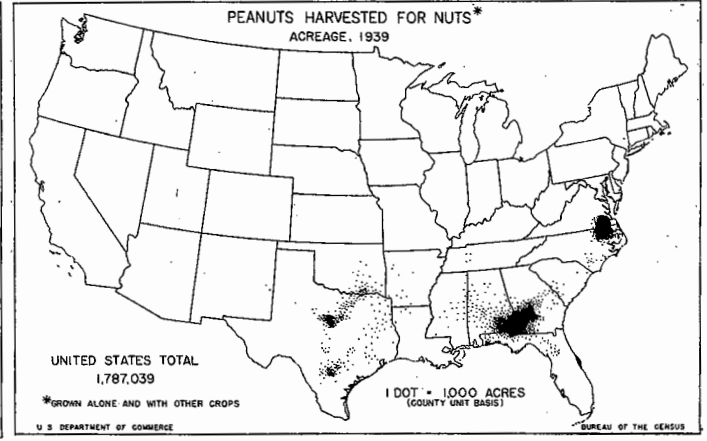 PEANUTS HARVESTED FOR NUTS*
ACREAGE, 1939
UNITED STATES TOTAL
1,787,039
*GROWN ALONE AND WITH OTHER CROPS
1 DOT = 1,000 ACRES
(COUNTY UNIT BASIS)
U S DEPARTMENT OF COMMERCE
BUREAU OF THE CENSUS